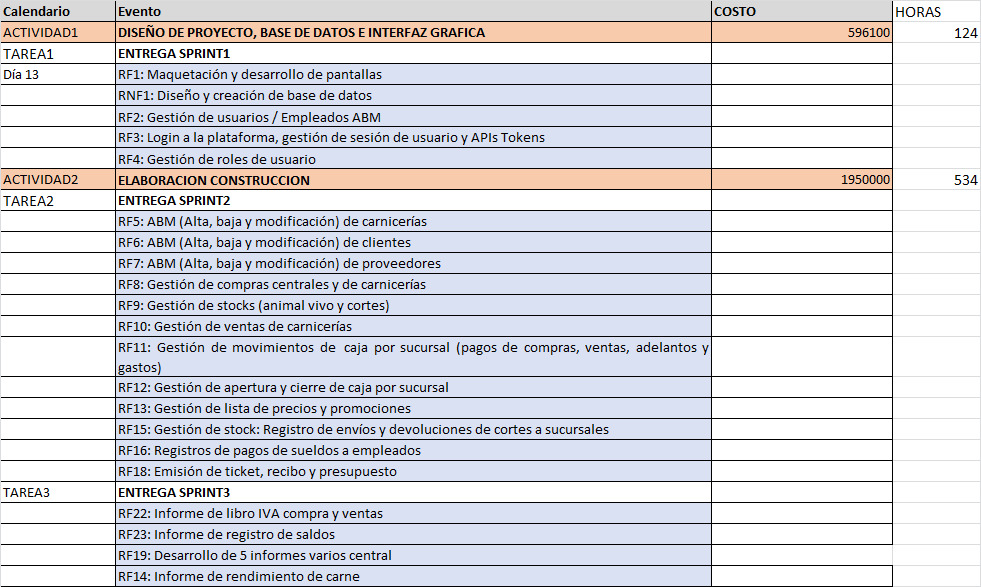 Calendario Evento COSTO HORAS
ACTIVIDAD1 DISEÑO DE PROYECTO, BASE DE DATOS E INTERFAZ GRAFICA 596100 124
TAREA1 ENTREGA SPRINT1
Día 13 RF1: Maquetación y desarrollo de pantallas
RNF1: Diseño y creación de base de datos
RF2: Gestión de usuarios / Empleados ABM
RF3: Login a la plataforma, gestión de sesión de usuario y APIs Tokens
RF4: Gestión de roles de usuario
ACTIVIDAD2 ELABORACION CONSTRUCCION 1950000 534
TAREA2 ENTREGA SPRINT2
RF5: ABM (Alta, baja y modificación) de carnicerías
RF6: ABM (Alta, baja y modificación) de clientes
RF7: ABM (Alta, baja y modificación) de proveedores
RF8: Gestión de compras centrales y de carnicerías
RF9: Gestión de stocks (animal vivo y cortes)
RF10: Gestión de ventas de carnicerías
RF11: Gestión de movimientos de caja por sucursal (pagos de compras, ventas, adelantos y
gastos)
RF12: Gestión de apertura y cierre de caja por sucursal
RF13: Gestión de lista de precios y promociones
RF15: Gestión de stock: Registro de envíos y devoluciones de cortes a sucursales
RF16: Registros de pagos de sueldos a empleados
RF18: Emisión de ticket, recibo y presupuesto
TAREA3 ENTREGA SPRINT3
RF22: Informe de libro IVA compra y ventas
RF23: Informe de registro de saldos
RF19: Desarrollo de 5 informes varios central
RF14: Informe de rendimiento de carne